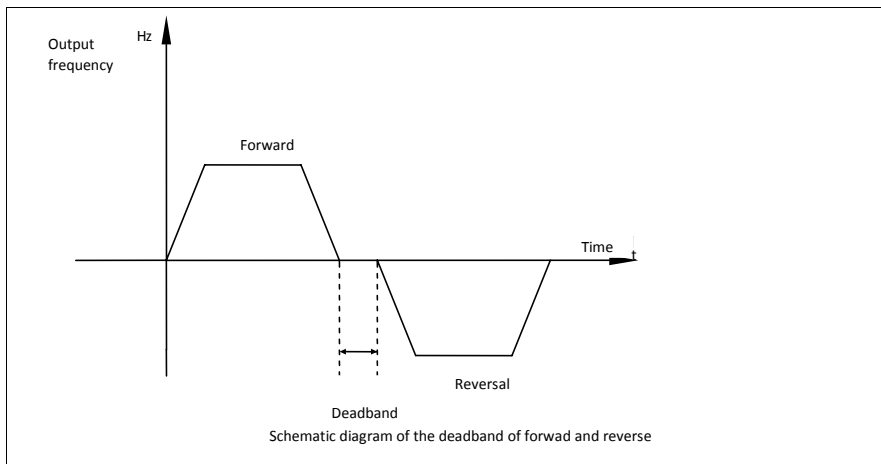 Output
frequency
Hz
Forward
Time
t
Reversal
Deadband
Schematic diagram of the deadband of forwad and reverse